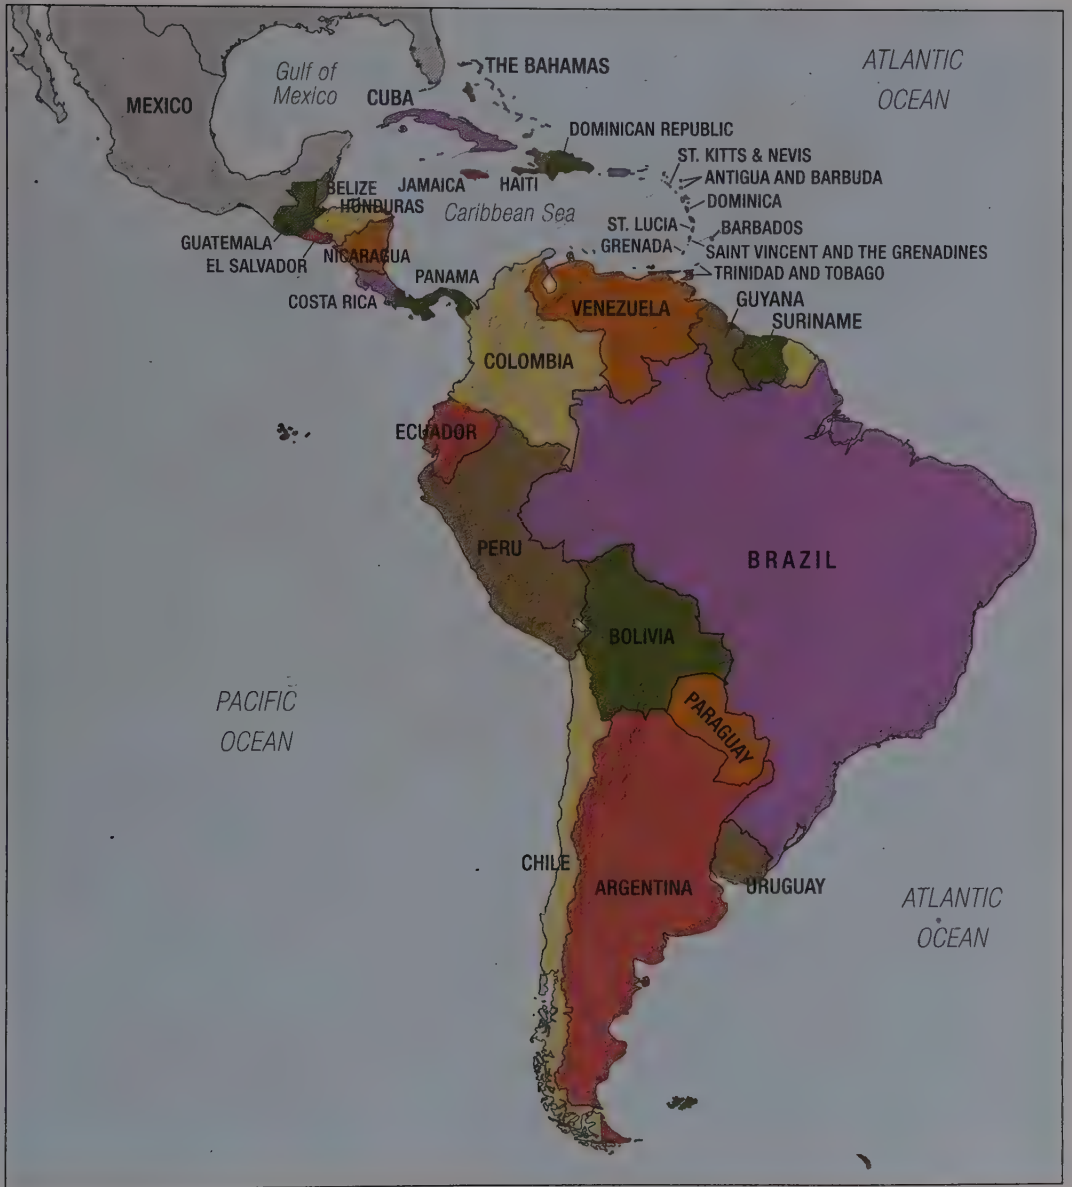 ATLANTIC
OCEAN
Gulf of
Mexico
THE BAHAMAS
MEXICO
CUBA
DOMINICAN REPUBLIC
ST. KITTS & NEVIS
ANTIGUA AND BARBUDA
BELIZE
JAMAICA
HAITI
HONDURAS
Caribbean Sea
DOMINICA
ST. LUCIA
BARBADOS
GUATEMALA
GRENADA
SAINT VINCENT AND THE GRENADINES
EL SALVADOR
NICARAGUA
TRINIDAD AND TOBAGO
PANAMA
COSTA RICA
VENEZUELA
GUYANA
SURINAME
COLOMBIA
ECUADOR
PERU
BRAZIL
BOLIVIA
PACIFIC
OCEAN
PARAGUAY
CHILE
ARGENTINA
URUGUAY
ATLANTIC
OCEAN